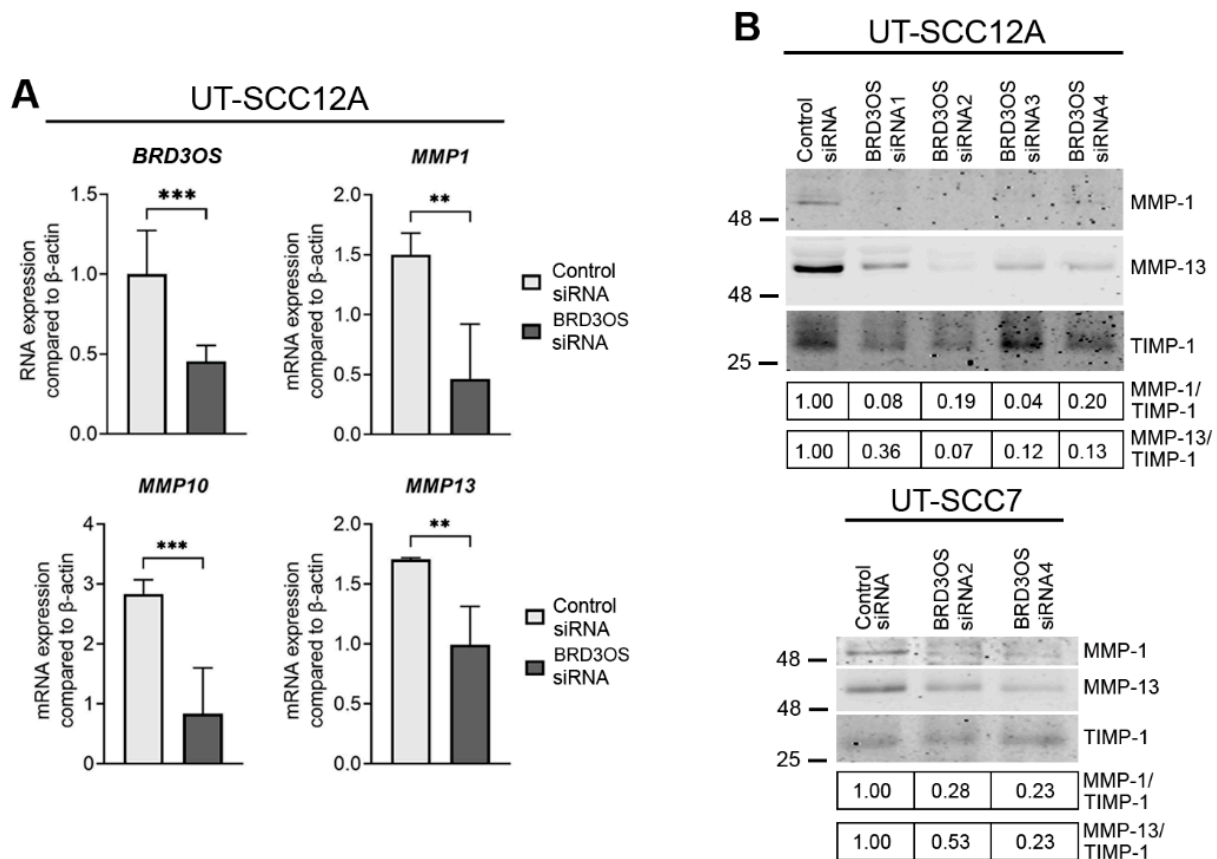 A
UT-SCC12A
BRD3OS
RNA expression
compared to β-actin
1.5
1.0
0.5
0.0
***
MMP1
mRNA expression
compared to β-actin
2.0
1.5
1.0
0.5
0.0
**
Control
siRNA
BRD3OS
siRNA
MMP10
mRNA expression
compared to β-actin
4
3
2
1
0
***
MMP13
mRNA expression
compared to β-actin
2.0
1.5
1.0
0.5
0.0
**
Control
siRNA
BRD3OS
siRNA
B
UT-SCC12A
Control
siRNA
BRD3OS
siRNA1
BRD3OS
siRNA2
BRD3OS
siRNA3
BRD3OS
siRNA4
48
MMP-1
48
MMP-13
25
TIMP-1
1.00 0.08 0.19 0.04 0.20
MMP-1/
TIMP-1
1.00 0.36 0.07 0.12 0.13
MMP-13/
TIMP-1
UT-SCC7
Control
siRNA
BRD3OS
siRNA2
BRD3OS
siRNA4
48
MMP-1
48
MMP-13
25
TIMP-1
1.00 0.28 0.23
MMP-1/
TIMP-1
1.00 0.53 0.23
MMP-13/
TIMP-1